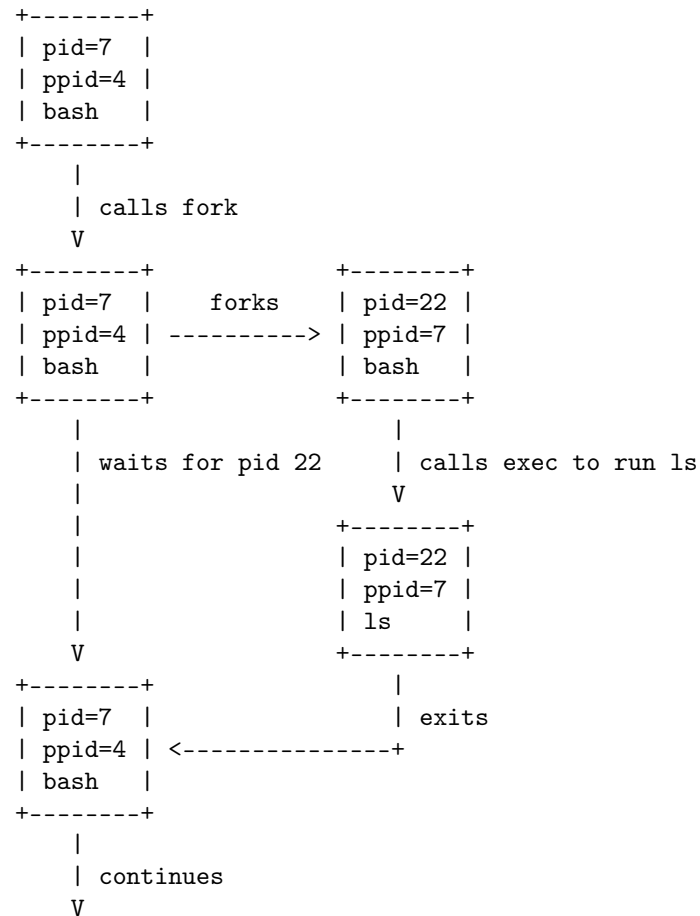 +--------+
| pid=7  |
| ppid=4 |
| bash   |
+--------+
    |
    | calls fork
    V
+--------+             +--------+
| pid=7  |    forks    | pid=22 |
| ppid=4 | ----------> | ppid=7 |
| bash   |             | bash   |
+--------+             +--------+
    |                      |
    | waits for pid 22     | calls exec to run ls
    |                      V
    |                  +--------+
    |                  | pid=22 |
    |                  | ppid=7 |
    |                  | ls     |
    V                  +--------+
+--------+                 |
| pid=7  |                 | exits
| ppid=4 | <---------------+
| bash   |
+--------+
    |
    | continues
    V